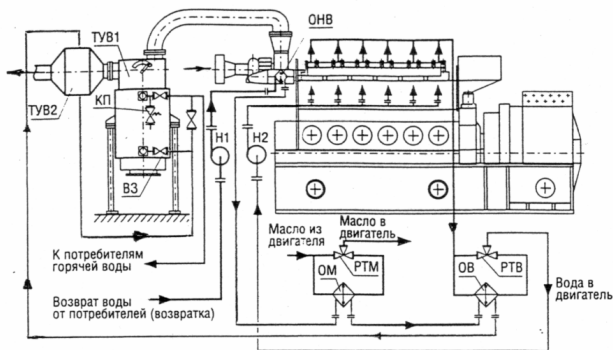 ОНВ
ТУВ1
КП
ТУВ2
Н1
Н2
ВЗ
Масло из
двигателя
Масло в
двигатель
К потребителям
горячей воды
РТМ
РТВ
ОМ
ОВ
Вода в
двигатель
Возврат воды
от потребителей (возвратка)